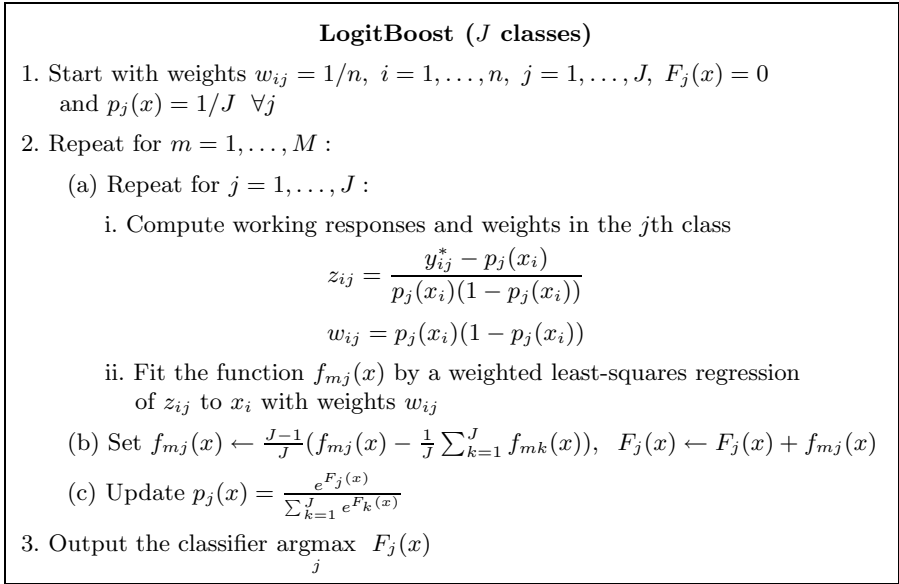 LogitBoost (J classes)
1. Start with weights w_{ij} = 1/n, i = 1, . . . , n, j = 1, . . . , J, F_j(x) = 0
and p_j(x) = 1/J ∀j
2. Repeat for m = 1, . . . , M :
(a) Repeat for j = 1, . . . , J :
i. Compute working responses and weights in the jth class
z_{ij} = \frac{y^*_{ij} - p_j(x_i)}{p_j(x_i)(1 - p_j(x_i))}
w_{ij} = p_j(x_i)(1 - p_j(x_i))
ii. Fit the function f_{mj}(x) by a weighted least-squares regression
of z_{ij} to x_i with weights w_{ij}
(b) Set f_{mj}(x) ← \frac{J-1}{J}(f_{mj}(x) - \frac{1}{J} \sum_{k=1}^{J} f_{mk}(x)), F_j(x) ← F_j(x) + f_{mj}(x)
(c) Update p_j(x) = \frac{e^{F_j(x)}}{\sum_{k=1}^{J} e^{F_k(x)}}
3. Output the classifier \underset{j}{argmax} F_j(x)